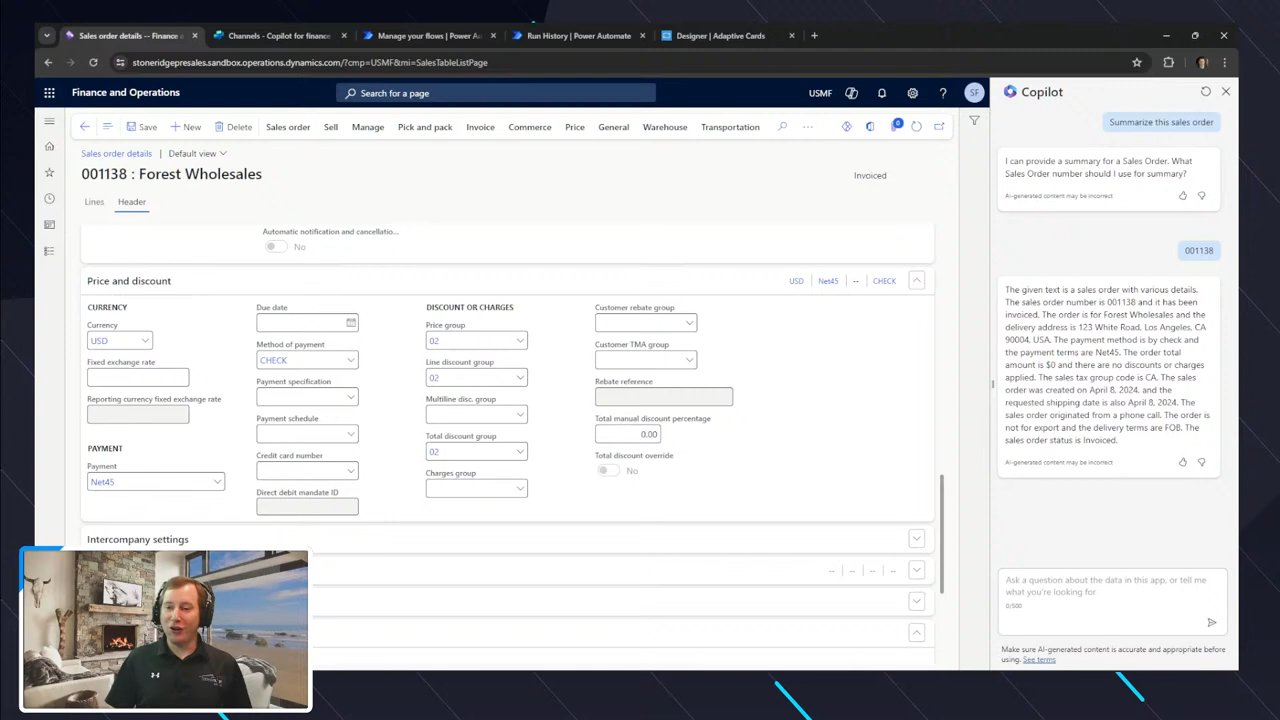 Sales order details -- Finance a
Channels - Copilot for finance
Manage your flows | Power Aut
Run History | Power Automate
Designer | Adaptive Cards
stoneridgepresales.sandbox.operations.dynamics.com/?cmp=USMF&mi=SalesTableListPage
Finance and Operations
Search for a page
USMF
SF
Copilot
Save
New
Delete
Sales order
Sell
Manage
Pick and pack
Invoice
Commerce
Price
General
Warehouse
Transportation
0
Sales order details
Default view
001138 : Forest Wholesales
Invoiced
Lines
Header
Automatic notification and cancellatio...
No
Price and discount
USD
Net45
--
CHECK
CURRENCY
Currency
USD
Fixed exchange rate
Reporting currency fixed exchange rate
PAYMENT
Payment
Net45
Due date
Method of payment
CHECK
Payment specification
Payment schedule
Credit card number
Direct debit mandate ID
DISCOUNT OR CHARGES
Price group
02
Line discount group
02
Multiline disc. group
Total discount group
02
Charges group
Customer rebate group
Customer TMA group
Rebate reference
Total manual discount percentage
0.00
Total discount override
No
Intercompany settings
-- -- -- --
Summarize this sales order
I can provide a summary for a Sales Order. What
Sales Order number should I use for summary?
AI-generated content may be incorrect
001138
The given text is a sales order with various details.
The sales order number is 001138 and it has been
invoiced. The order is for Forest Wholesales and the
delivery address is 123 White Road, Los Angeles, CA
90004, USA. The payment method is by check and
the payment terms are Net45. The order total
amount is $0 and there are no discounts or charges
applied. The sales tax group code is CA. The sales
order was created on April 8, 2024, and the
requested shipping date is also April 8, 2024. The
sales order originated from a phone call. The order is
not for export and the delivery terms are FOB. The
sales order status is Invoiced.
AI-generated content may be incorrect
Ask a question about the data in this app, or tell me
what you're looking for
0/500
Make sure AI-generated content is accurate and appropriate before
using. See terms